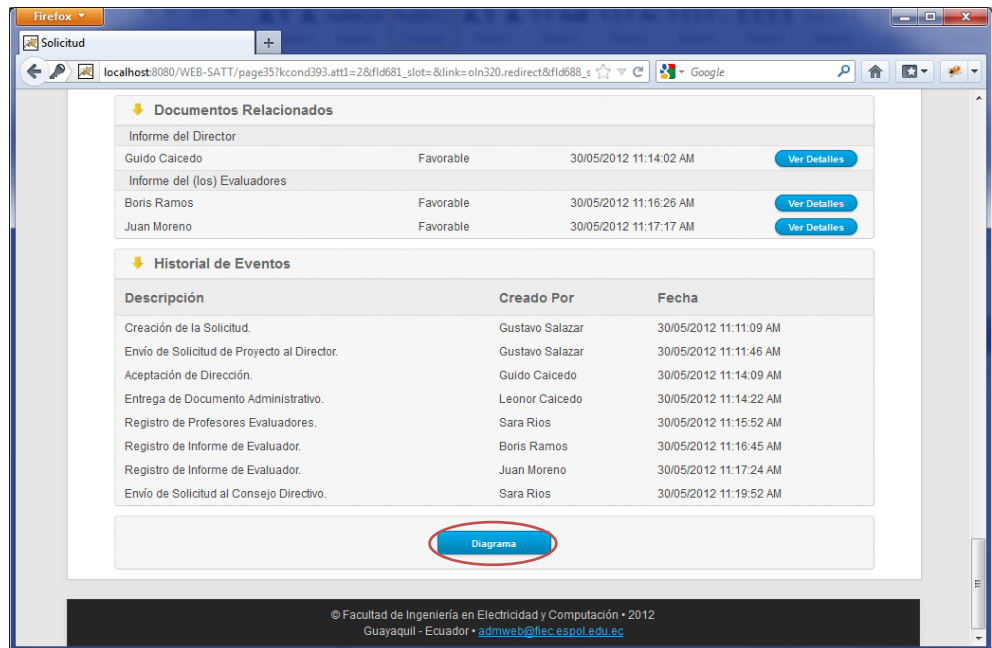 Firefox
Solicitud
localhost:8080/WEB-SATT/page35?kcond393.att1=2&fld681_slot=&link=oln320.redirect&fld688_s
Google
Documentos Relacionados
Informe del Director
Guido Caicedo Favorable 30/05/2012 11:14:02 AM Ver Detalles
Informe del (los) Evaluadores
Boris Ramos Favorable 30/05/2012 11:16:26 AM Ver Detalles
Juan Moreno Favorable 30/05/2012 11:17:17 AM Ver Detalles
Historial de Eventos
Descripción Creado Por Fecha
Creación de la Solicitud. Gustavo Salazar 30/05/2012 11:11:09 AM
Envío de Solicitud de Proyecto al Director. Gustavo Salazar 30/05/2012 11:11:46 AM
Aceptación de Dirección. Guido Caicedo 30/05/2012 11:14:09 AM
Entrega de Documento Administrativo. Leonor Caicedo 30/05/2012 11:14:22 AM
Registro de Profesores Evaluadores. Sara Rios 30/05/2012 11:15:52 AM
Registro de Informe de Evaluador. Boris Ramos 30/05/2012 11:16:45 AM
Registro de Informe de Evaluador. Juan Moreno 30/05/2012 11:17:24 AM
Envío de Solicitud al Consejo Directivo. Sara Rios 30/05/2012 11:19:52 AM
Diagrama
© Facultad de Ingeniería en Electricidad y Computación • 2012
Guayaquil - Ecuador • admweb@fiec.espol.edu.ec